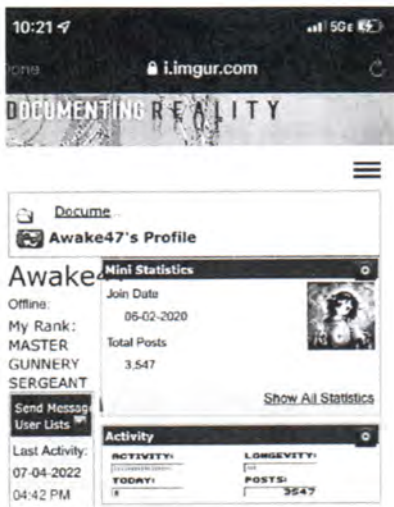 10:21
5GE
i.imgur.com
DOCUMENTING REALITY
Docume...
Awake47's Profile
Awake4
Offline:
My Rank:
MASTER
GUNNERY
SERGEANT
Send Message
User Lists
Last Activity:
07-04-2022
04:42 PM
Mini Statistics
Join Date
06-02-2020
Total Posts
3,547
Show All Statistics
Activity
ACTIVITY:
LONGEVITY:
TODAY:
POSTS:
3547